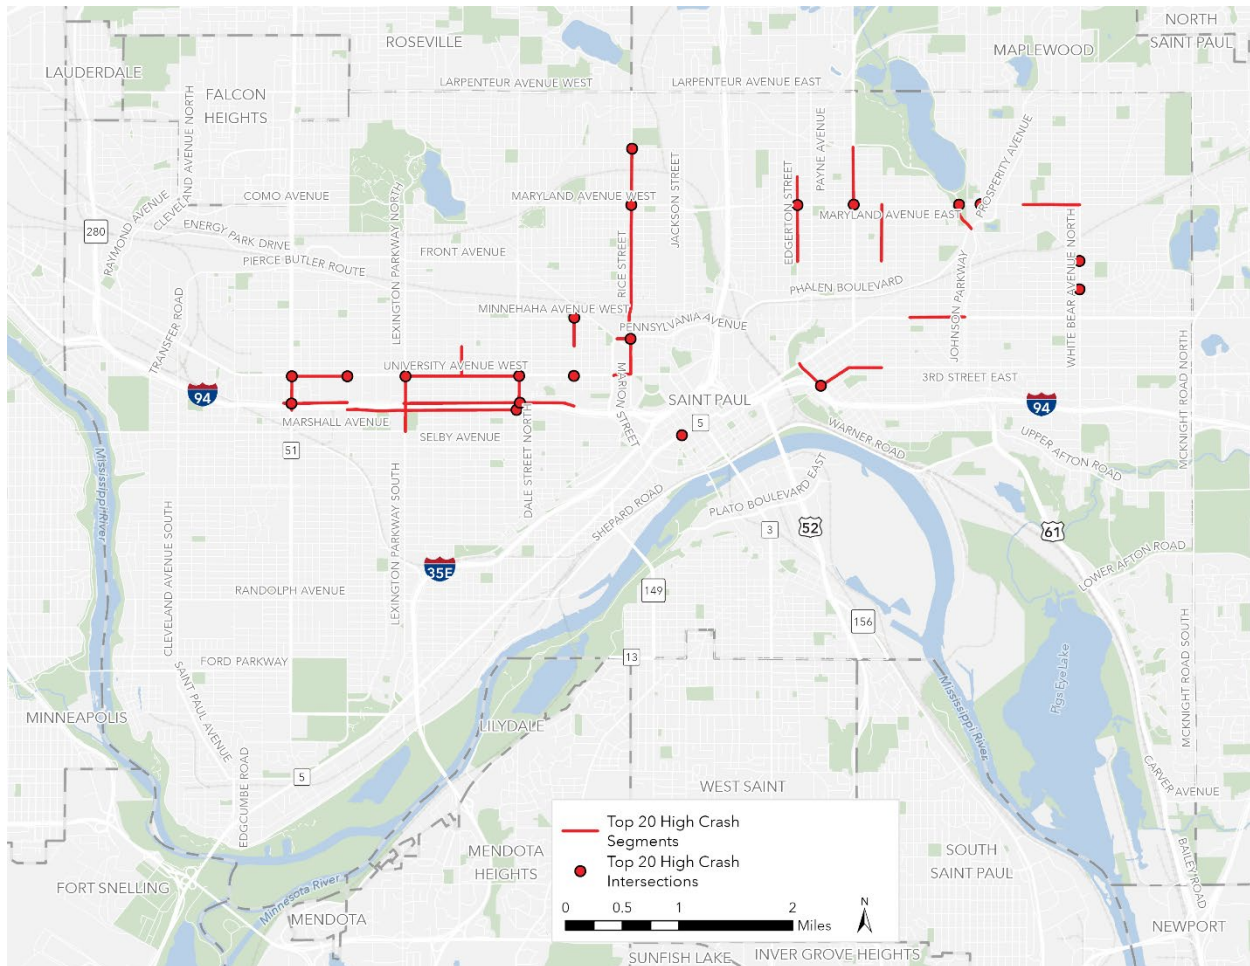 NORTH
SAINT PAUL
ROSEVILLE
MAPLEWOOD
LAUDERDALE
LARPENTEUR AVENUE WEST
LARPENTEUR AVENUE EAST
FALCON
HEIGHTS
CLEVELAND AVENUE NORTH
PAYNE AVENUE
PROSPERITY AVENUE
JACKSON STREET
EDGERTON STREET
COMO AVENUE
MARYLAND AVENUE WEST
MARYLAND AVENUE EAST
RAYMOND AVENUE
280
ENERGY PARK DRIVE
LEXINGTON PARKWAY NORTH
FRONT AVENUE
PIERCE BUTLER ROUTE
RICE STREET
PHALEN BOULEVARD
JOHNSON PARKWAY
WHITE BEAR AVENUE NORTH
TRANSFER ROAD
MINNEHAHA AVENUE WEST
PENNSYLVANIA AVENUE
UNIVERSITY AVENUE WEST
MARION STREET
3RD STREET EAST
MCKNIGHT ROAD NORTH
94
SAINT PAUL
94
MARSHALL AVENUE
SELBY AVENUE
DALE STREET NORTH
5
WARNER ROAD
UPPER AFTON ROAD
51
Mississippi River
CLEVELAND AVENUE SOUTH
LEXINGTON PARKWAY SOUTH
SHEPARD ROAD
PLATO BOULEVARD EAST
3
52
61
35E
LOWER AFTON ROAD
RANDOLPH AVENUE
149
156
FORD PARKWAY
13
SAINT PAUL AVENUE
Mississippi River
Pigs Eye Lake
MCKNIGHT ROAD SOUTH
MINNEAPOLIS
LILYDALE
5
EDGCUMBE ROAD
WEST SAINT
CARVER AVENUE
Top 20 High Crash
Segments
Top 20 High Crash
Intersections
0 0.5 1 2
Miles
N
MENDOTA
HEIGHTS
SOUTH
SAINT PAUL
BAILEY ROAD
FORT SNELLING
Minnesota River
MENDOTA
NEWPORT
SUNFISH LAKE
INVER GROVE HEIGHTS